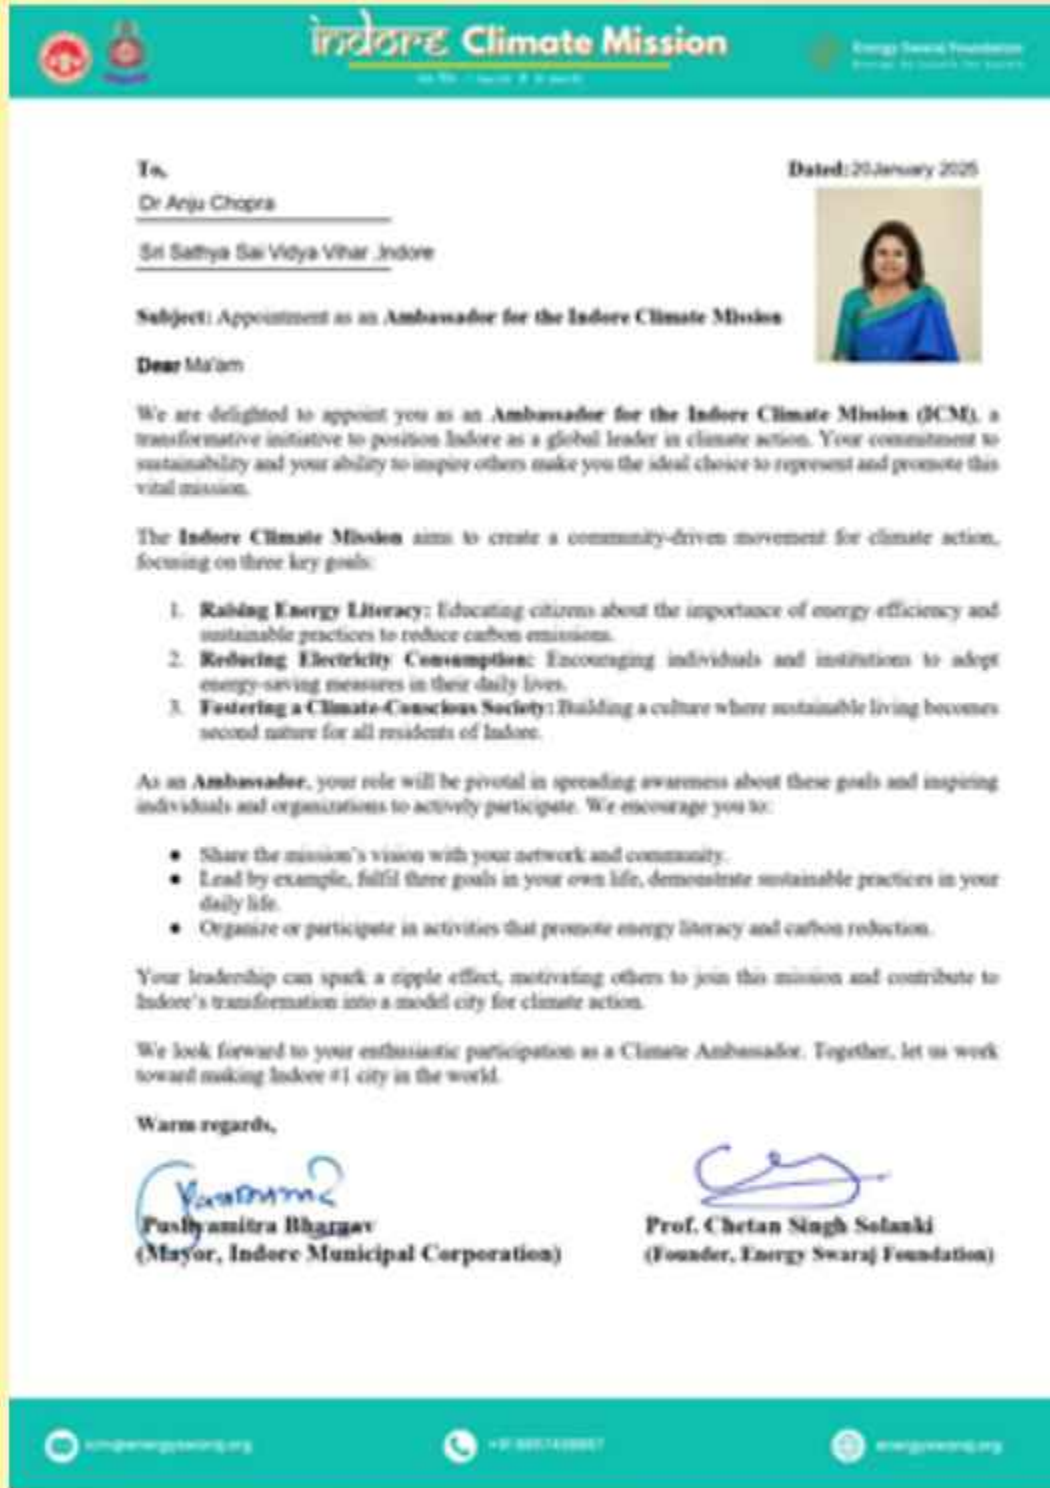 indore Climate Mission
Energy Swaraj Foundation
To,
Dated: 20January 2025
Dr Anju Chopra
Sri Sathya Sai Vidya Vihar ,Indore
Subject: Appointment as an Ambassador for the Indore Climate Mission
Dear Ma'am
We are delighted to appoint you as an Ambassador for the Indore Climate Mission (ICM), a
transformative initiative to position Indore as a global leader in climate action. Your commitment to
sustainability and your ability to inspire others make you the ideal choice to represent and promote this
vital mission.
The Indore Climate Mission aims to create a community-driven movement for climate action,
focusing on three key goals:
1. Raising Energy Literacy: Educating citizens about the importance of energy efficiency and
sustainable practices to reduce carbon emissions.
2. Reducing Electricity Consumption: Encouraging individuals and institutions to adopt
energy-saving measures in their daily lives.
3. Fostering a Climate-Conscious Society: Building a culture where sustainable living becomes
second nature for all residents of Indore.
As an Ambassador, your role will be pivotal in spreading awareness about these goals and inspiring
individuals and organizations to actively participate. We encourage you to:
● Share the mission's vision with your network and community.
● Lead by example, fulfil three goals in your own life, demonstrate sustainable practices in your
daily life.
● Organize or participate in activities that promote energy literacy and carbon reduction.
Your leadership can spark a ripple effect, motivating others to join this mission and contribute to
Indore's transformation into a model city for climate action.
We look forward to your enthusiastic participation as a Climate Ambassador. Together, let us work
toward making Indore #1 city in the world.
Warm regards,
Pushyamitra Bhargav
(Mayor, Indore Municipal Corporation)
Prof. Chetan Singh Solanki
(Founder, Energy Swaraj Foundation)
energyswaraj.org